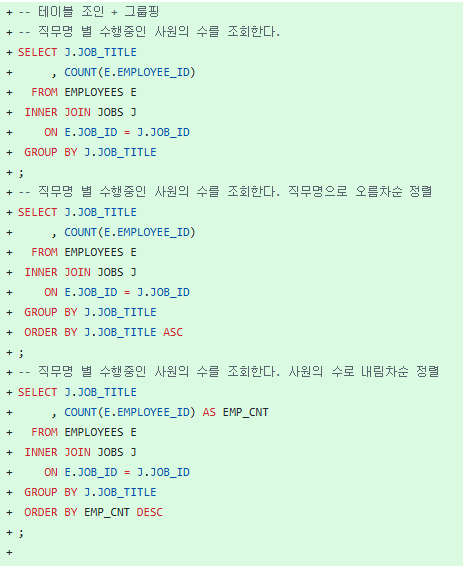 + -- 테이블 조인 + 그룹핑
+ -- 직무명 별 수행중인 사원의 수를 조회한다.
+ SELECT J.JOB_TITLE
+      , COUNT(E.EMPLOYEE_ID)
+   FROM EMPLOYEES E
+  INNER JOIN JOBS J
+     ON E.JOB_ID = J.JOB_ID
+  GROUP BY J.JOB_TITLE
+ ;
+ -- 직무명 별 수행중인 사원의 수를 조회한다. 직무명으로 오름차순 정렬
+ SELECT J.JOB_TITLE
+      , COUNT(E.EMPLOYEE_ID)
+   FROM EMPLOYEES E
+  INNER JOIN JOBS J
+     ON E.JOB_ID = J.JOB_ID
+  GROUP BY J.JOB_TITLE
+  ORDER BY J.JOB_TITLE ASC
+ ;
+ -- 직무명 별 수행중인 사원의 수를 조회한다. 사원의 수로 내림차순 정렬
+ SELECT J.JOB_TITLE
+      , COUNT(E.EMPLOYEE_ID) AS EMP_CNT
+   FROM EMPLOYEES E
+  INNER JOIN JOBS J
+     ON E.JOB_ID = J.JOB_ID
+  GROUP BY J.JOB_TITLE
+  ORDER BY EMP_CNT DESC
+ ;
+